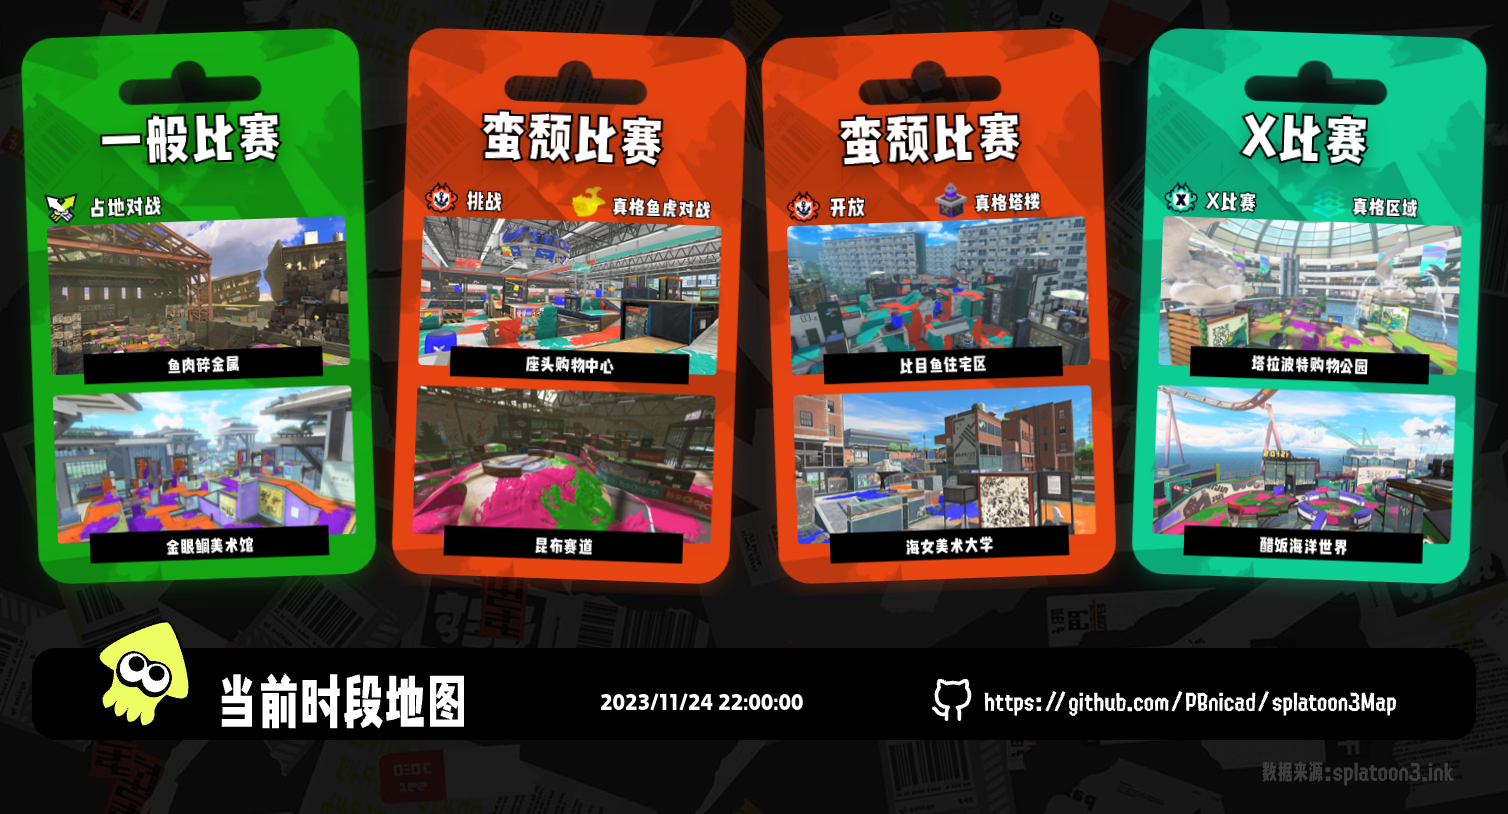 一般比赛
占地对战
鱼肉碎金属
金眼鲷美术馆
蛮颓比赛
挑战
真格鱼虎对战
座头购物中心
昆布赛道
蛮颓比赛
开放
真格塔楼
比目鱼住宅区
海女美术大学
X比赛
X比赛
真格区域
塔拉波特购物公园
醋饭海洋世界
当前时段地图
2023/11/24 22:00:00
https://github.com/PBnicad/splatoon3Map
数据来源:splatoon3.ink